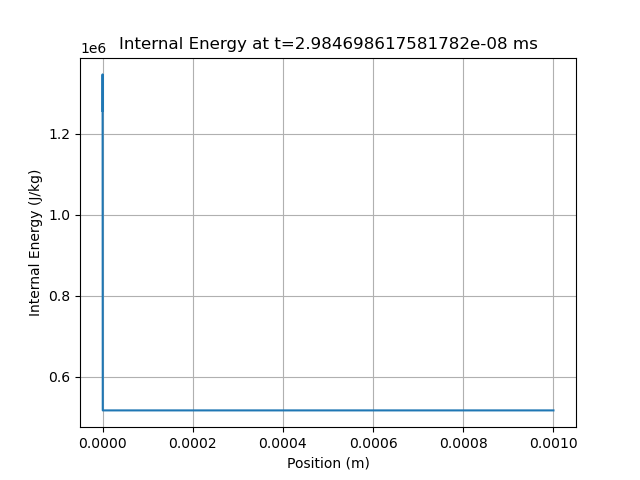 Internal Energy at t=2.984698617581782e-08 ms
1e6
1.2
1.0
0.8
0.6
Internal Energy (J/kg)
0.0000 0.0002 0.0004 0.0006 0.0008 0.0010
Position (m)